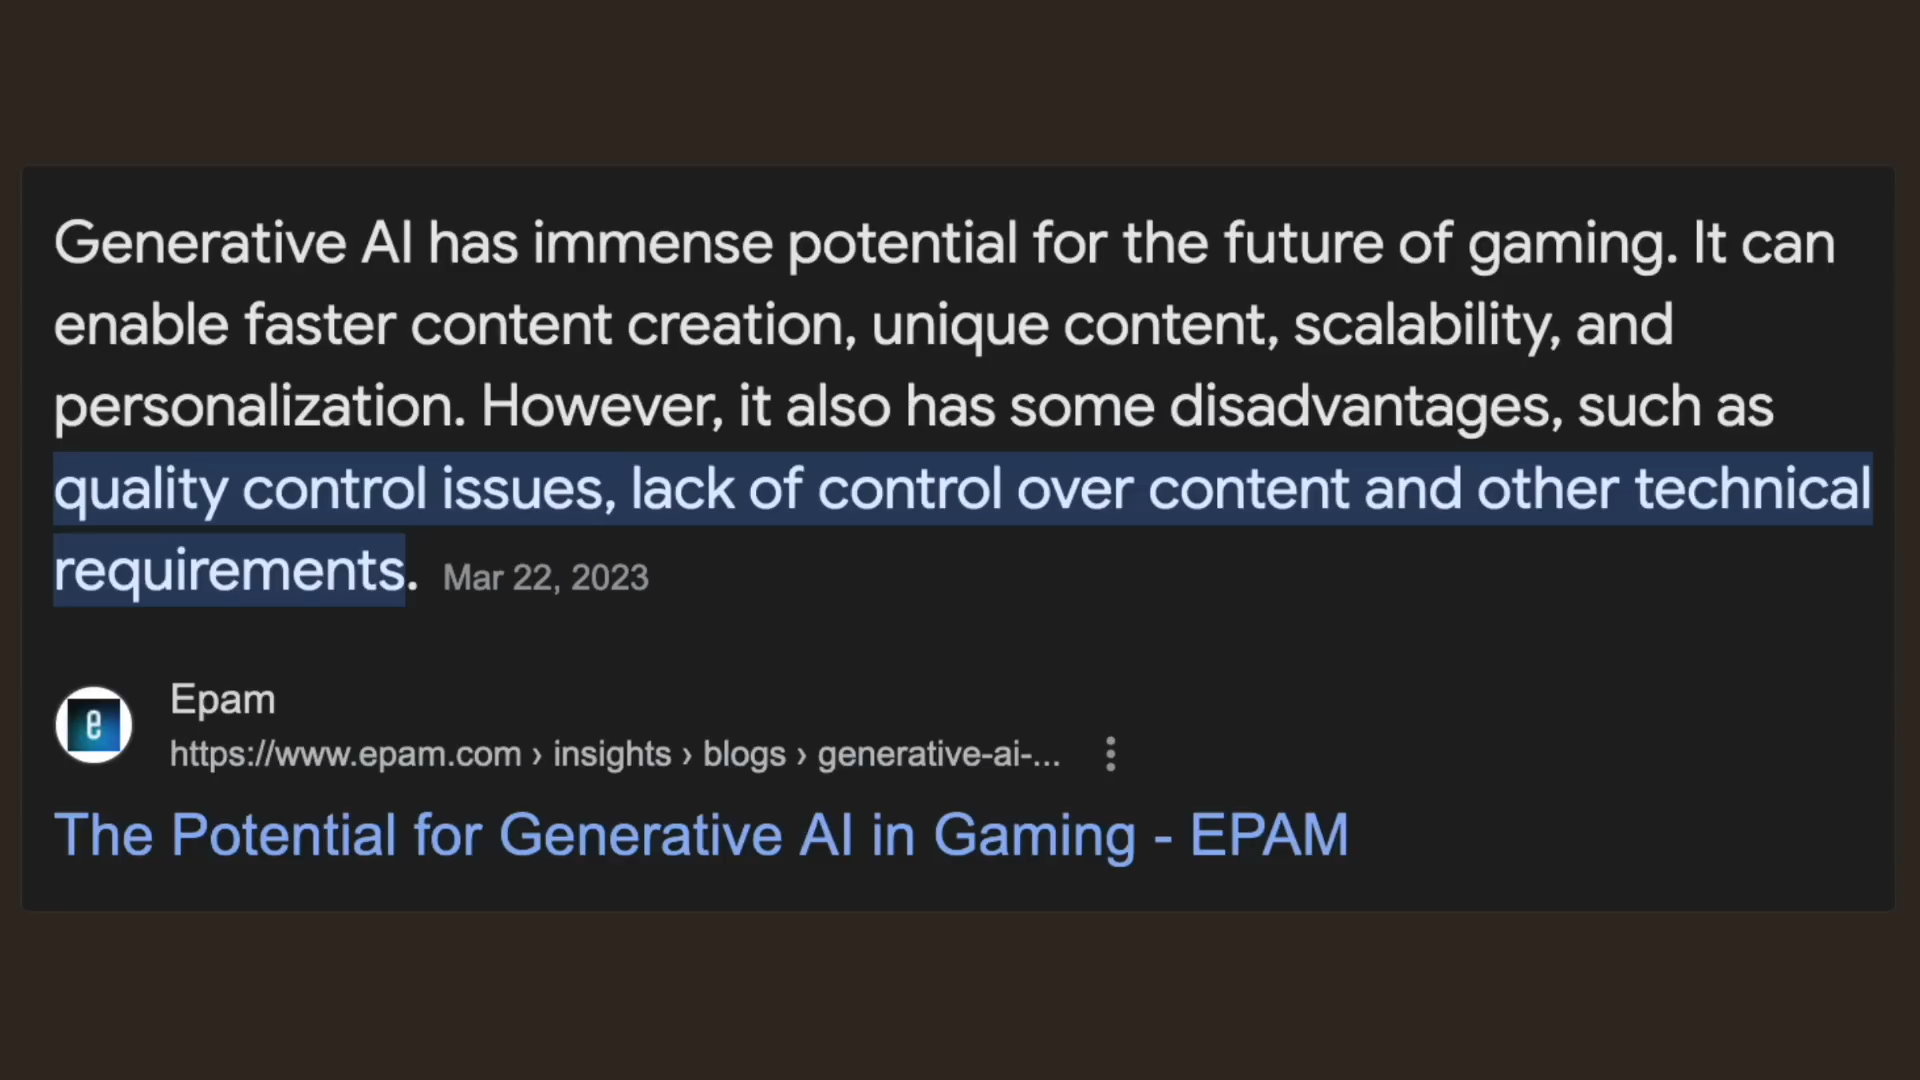 Generative AI has immense potential for the future of gaming. It can
enable faster content creation, unique content, scalability, and
personalization. However, it also has some disadvantages, such as
quality control issues, lack of control over content and other technical
requirements. Mar 22, 2023
e
Epam
https://www.epam.com › insights › blogs › generative-ai-...
The Potential for Generative AI in Gaming - EPAM